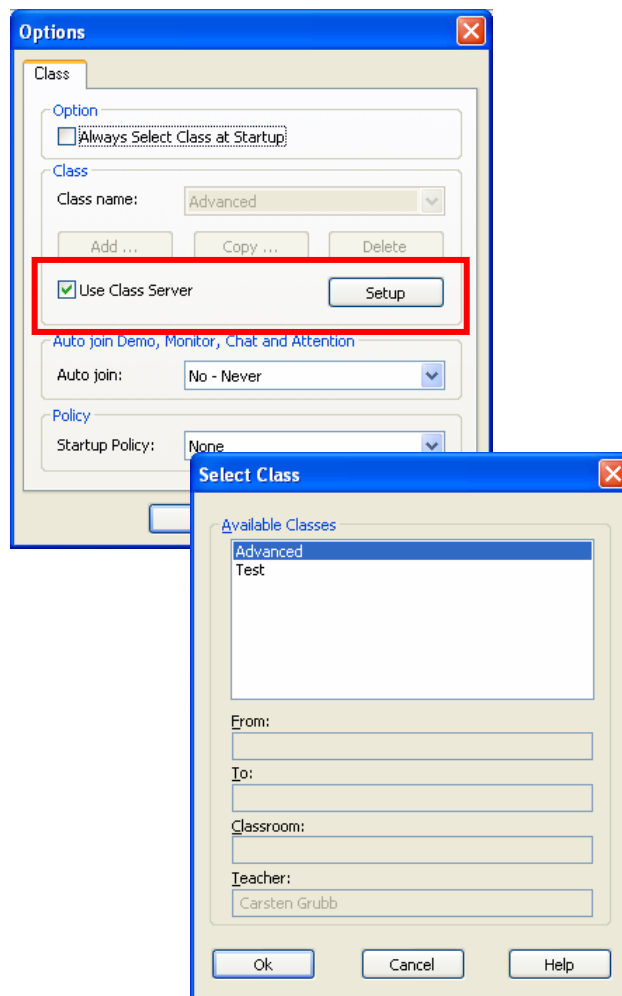 Options
Class
Option
Always Select Class at Startup
Class
Class name: Advanced
Add ... Copy ... Delete
Use Class Server Setup
Auto join Demo, Monitor, Chat and Attention
Auto join: No - Never
Policy
Startup Policy: None
Select Class
Available Classes
Advanced
Test
From:
To:
Classroom:
Teacher:
Carsten Grubb
Ok Cancel Help